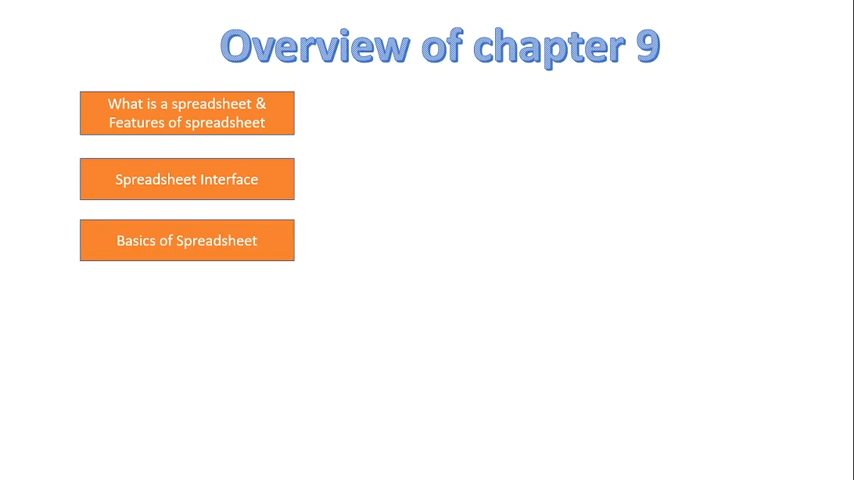 Overview of chapter 9
What is a spreadsheet &
Features of spreadsheet
Spreadsheet Interface
Basics of Spreadsheet